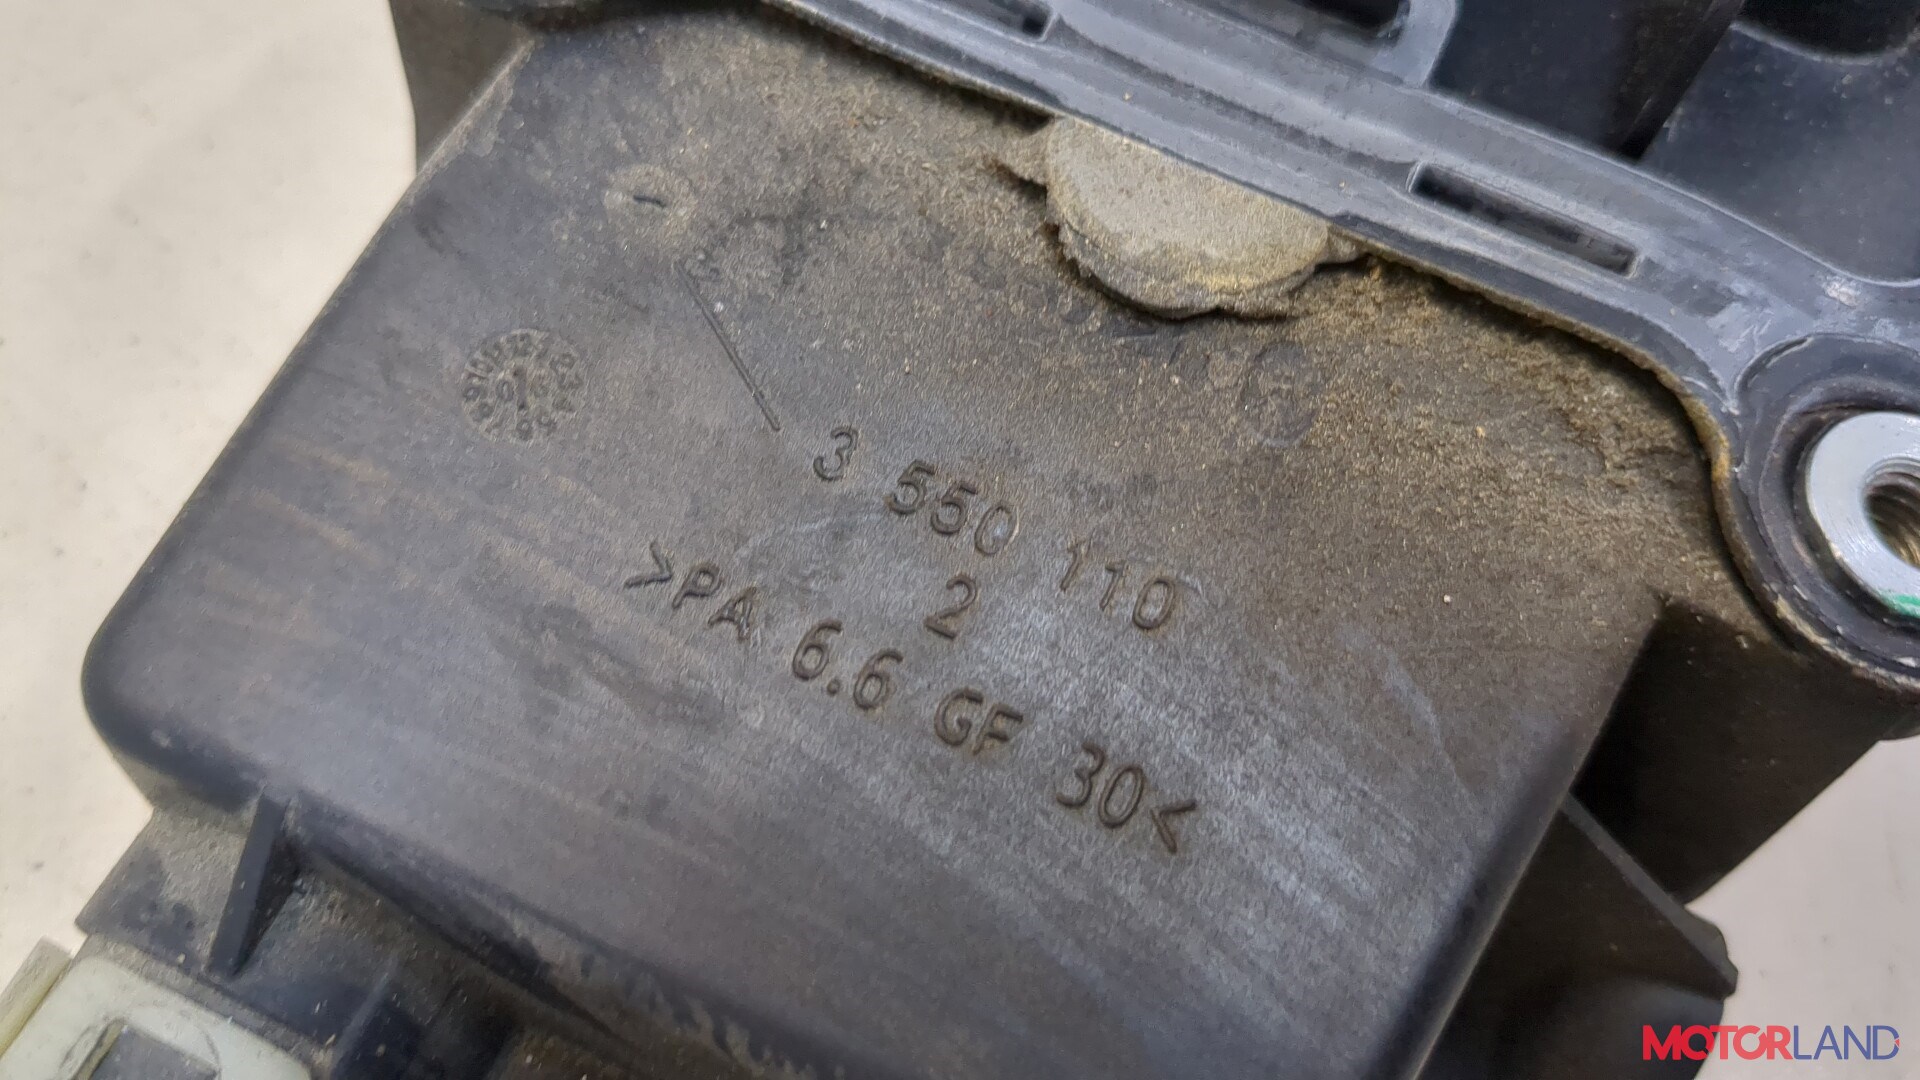 3 550 110
2
>PA 6.6 GF 30<
MOTORLAND